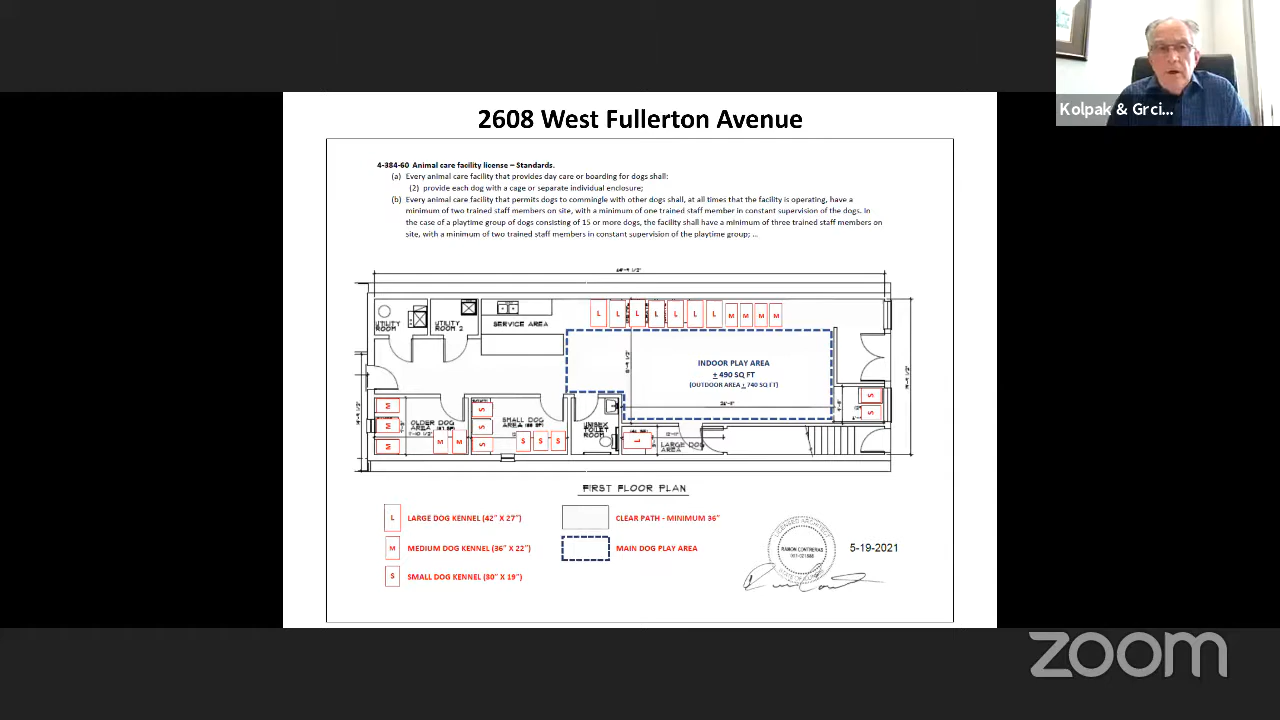 Kolpak & Grci...
2608 West Fullerton Avenue
4-384-60 Animal care facility license – Standards.
(a) Every animal care facility that provides day care or boarding for dogs shall:
(2) provide each dog with a cage or separate individual enclosure;
(b) Every animal care facility that permits dogs to commingle with other dogs shall, at all times that the facility is operating, have a
minimum of two trained staff members on site, with a minimum of one trained staff member in constant supervision of the dogs. In
the case of a playtime group of dogs consisting of 15 or more dogs, the facility shall have a minimum of three trained staff members on
site, with a minimum of two trained staff members in constant supervision of the playtime group; ...
UTILITY ROOM
UTILITY ROOM 2
SERVICE AREA
L L L L L L L M M M M
INDOOR PLAY AREA
± 490 SQ FT
(OUTDOOR AREA ± 740 SQ FT)
S
S
M
M
M
OLDER DOG
AREA
M M
S
S
S
SMALL DOG
AREA
S S S
UNISEX
TOILET
ROOM
L
LARGE DOG
AREA
FIRST FLOOR PLAN
L LARGE DOG KENNEL (42" X 27")
CLEAR PATH - MINIMUM 36"
M MEDIUM DOG KENNEL (36" X 22")
MAIN DOG PLAY AREA
S SMALL DOG KENNEL (30" X 19")
LICENSED ARCHITECT
RAMON CONTRERAS
5-19-2021
zoom